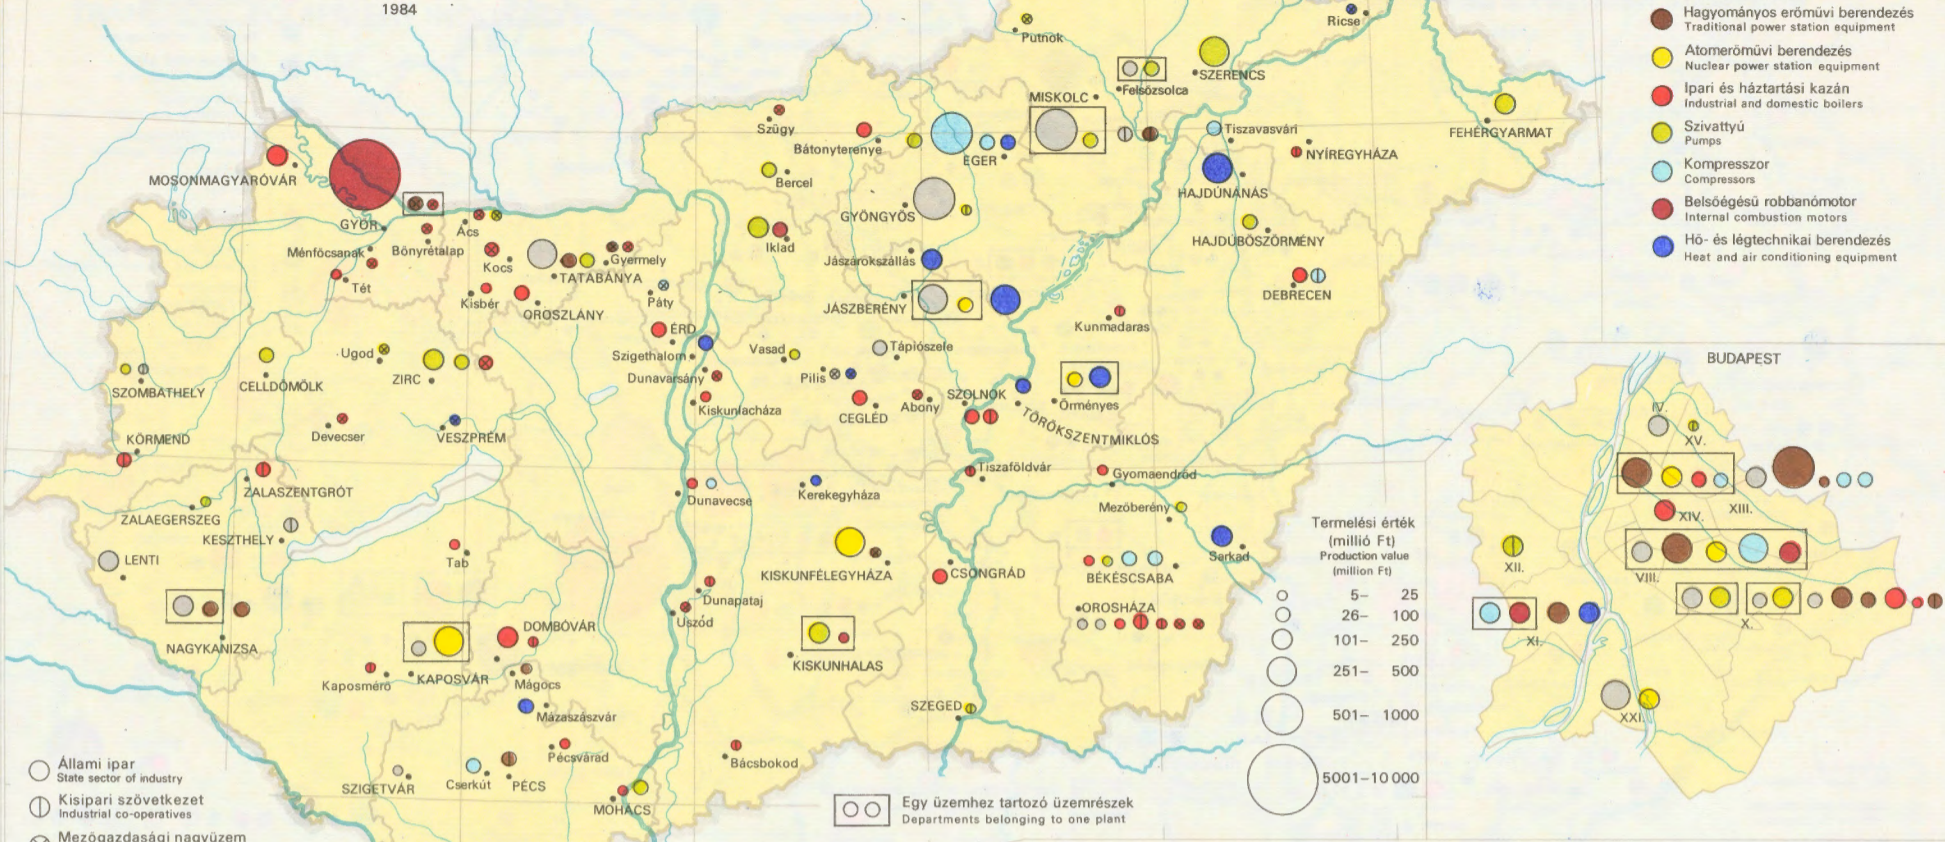 1984
Hagyományos erőművi berendezés
Traditional power station equipment
Atomerőművi berendezés
Nuclear power station equipment
Ipari és háztartási kazán
Industrial and domestic boilers
Szivattyú
Pumps
Kompresszor
Compressors
Belsőégésű robbanómotor
Internal combustion motors
Hő- és légtechnikai berendezés
Heat and air conditioning equipment
Putnok
Ricse
SZERENCS
Felsőzsolca
MISKOLC
FEHÉRGYARMAT
Szügy
Bátonyterenye
EGER
Tiszavasvári
NYÍREGYHÁZA
MOSONMAGYARÓVÁR
Bercel
HAJDÚNÁNÁS
GYÖNGYÖS
GYŐR
Ács
Bőnyrétalap
Ménfőcsanak
Iklad
HAJDÚBÖSZÖRMÉNY
Kocs
Gyermely
Jászárokszállás
TATABÁNYA
Tét
Kisbér
Páty
DEBRECEN
OROSZLÁNY
JÁSZBERÉNY
Kunmadaras
ÉRD
Ugod
Szigethalom
Vasad
Tápiószele
BUDAPEST
ZIRC
Dunavarsány
Pilis
SZOMBATHELY
CELLDÖMÖLK
SZOLNOK
Kiskunlacháza
CEGLÉD
Abony
Örményes
TÖRÖKSZENTMIKLÓS
IV.
Devecser
VESZPRÉM
KÖRMEND
XV.
Tiszaföldvár
Gyomaendrőd
ZALASZENTGRÓT
Dunavecse
Kerekegyháza
Mezőberény
XIII.
XIV.
ZALAEGERSZEG
Termelési érték
(millió Ft)
Production value
(million Ft)
KESZTHELY
LENTI
Tab
Sarkad
KISKUNFÉLEGYHÁZA
CSONGRÁD
BÉKÉSCSABA
XII.
VIII.
5– 25
26– 100
101– 250
251– 500
501– 1000
5001–10 000
Dunapataj
OROSHÁZA
Uszód
DOMBÓVÁR
X.
XI.
NAGYKANIZSA
KISKUNHALAS
Kaposmérő
KAPOSVÁR
Mágocs
SZEGED
Mázaszászvár
XXI.
Pécsvárad
Bácsbokod
Állami ipar
State sector of industry
SZIGETVÁR
Cserkút
PÉCS
MOHÁCS
Kisipari szövetkezet
Industrial co-operatives
Egy üzemhez tartozó üzemrészek
Departments belonging to one plant
Mezőgazdasági nagyüzem